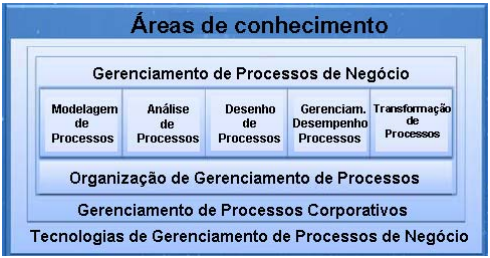 Áreas de conhecimento
Gerenciamento de Processos de Negócio
Modelagem
de
Processos
Análise
de
Processos
Desenho
de
Processos
Gerenciam.
Desempenho
Processos
Transformação
de
Processos
Organização de Gerenciamento de Processos
Gerenciamento de Processos Corporativos
Tecnologias de Gerenciamento de Processos de Negócio